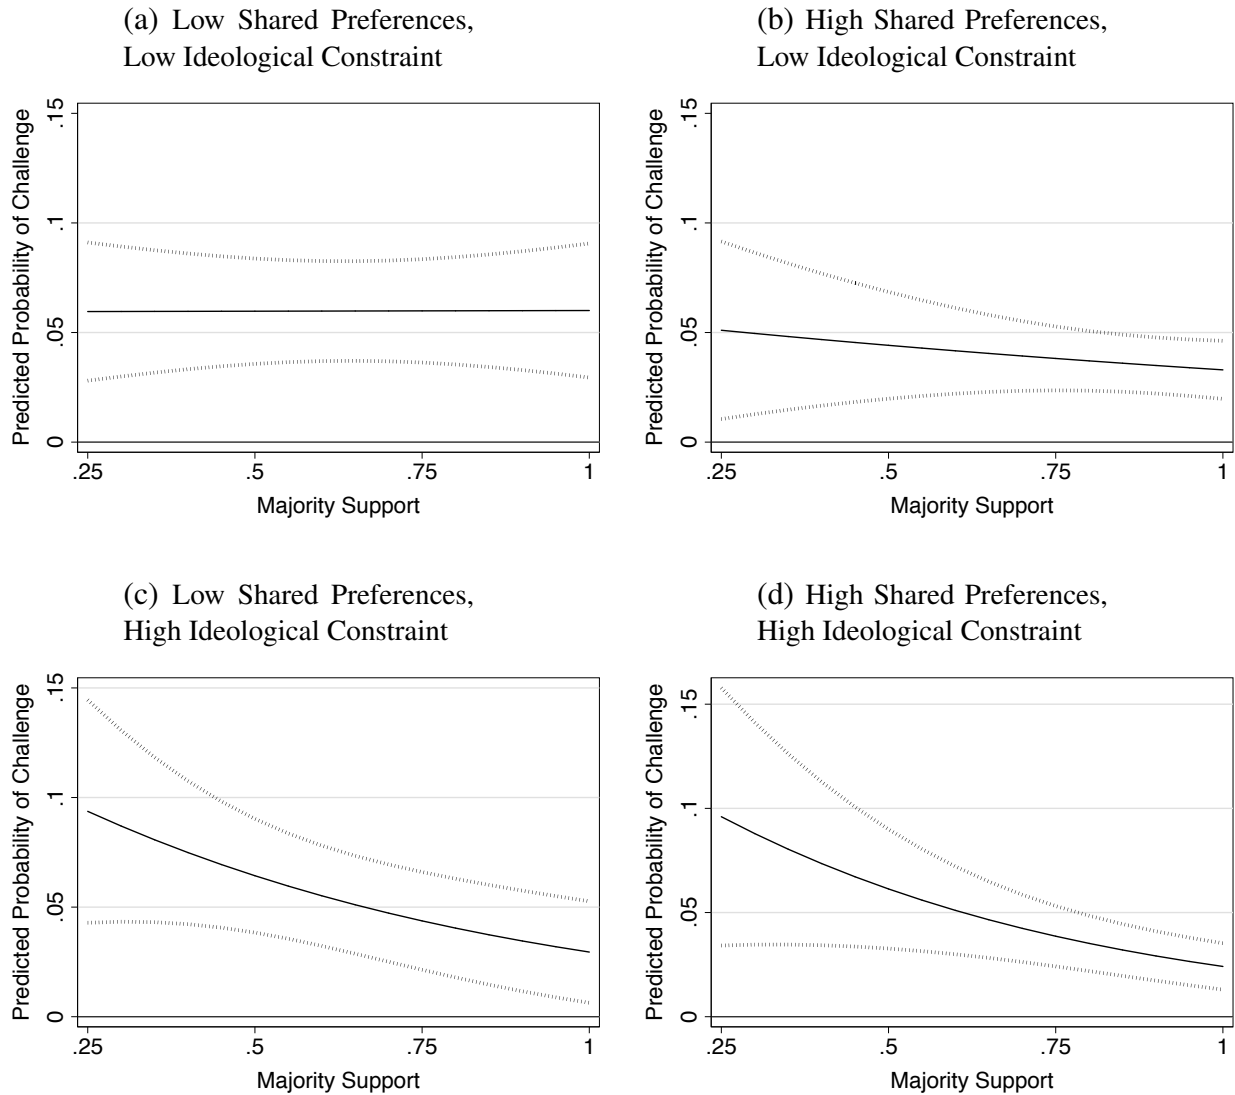 (a) Low Shared Preferences,
Low Ideological Constraint
Predicted Probability of Challenge
.15
.1
.05
0
.25 .5 .75 1
Majority Support
(b) High Shared Preferences,
Low Ideological Constraint
Predicted Probability of Challenge
.15
.1
.05
0
.25 .5 .75 1
Majority Support
(c) Low Shared Preferences,
High Ideological Constraint
Predicted Probability of Challenge
.15
.1
.05
0
.25 .5 .75 1
Majority Support
(d) High Shared Preferences,
High Ideological Constraint
Predicted Probability of Challenge
.15
.1
.05
0
.25 .5 .75 1
Majority Support